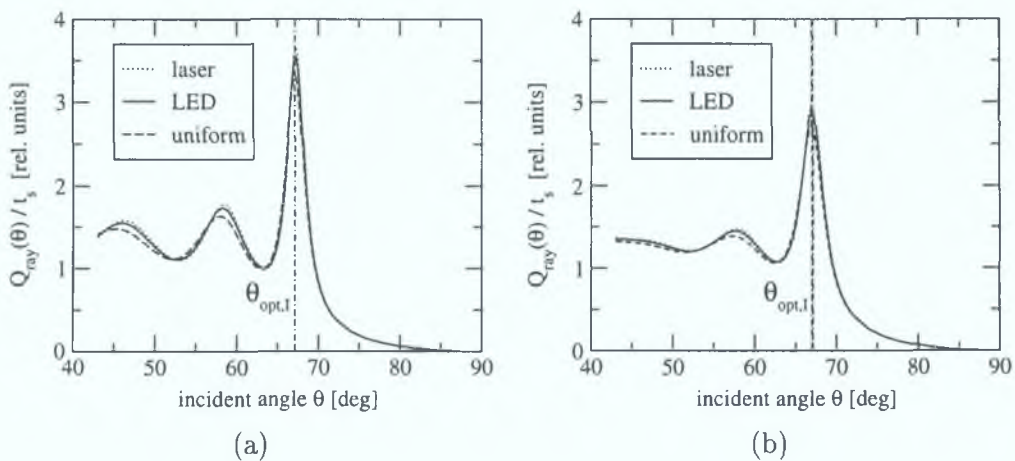 4
3
2
1
0
40 50 60 70 80 90
Q_ray(θ) / t_s [rel. units]
incident angle θ [deg]
laser
LED
uniform
θ_opt,I
(a)
4
3
2
1
0
40 50 60 70 80 90
Q_ray(θ) / t_s [rel. units]
incident angle θ [deg]
laser
LED
uniform
θ_opt,I
(b)